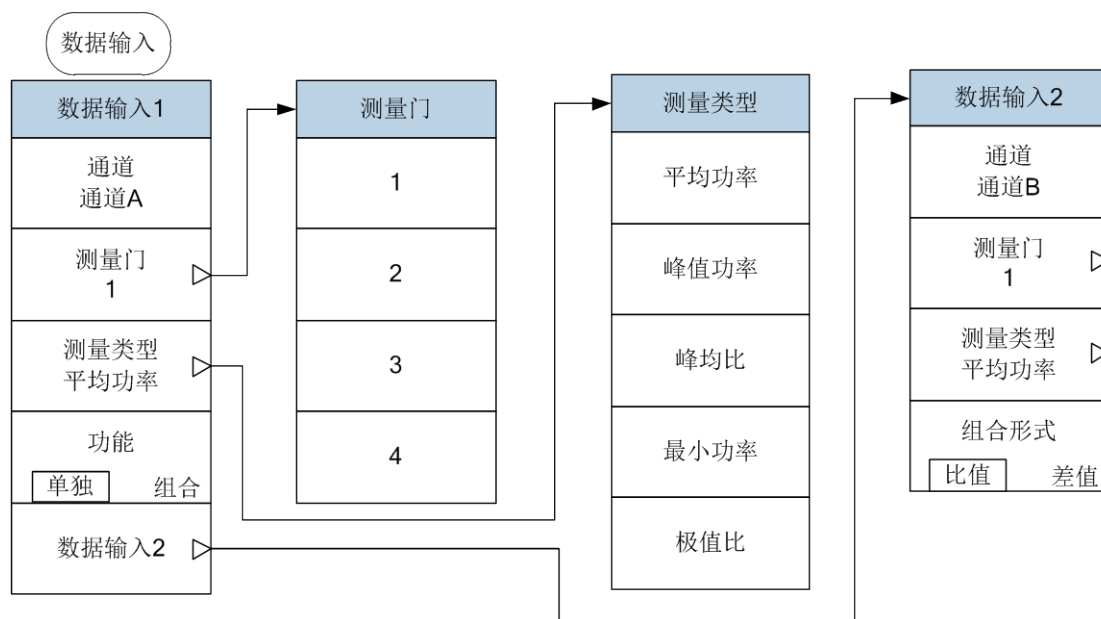 数据输入
数据输入1
通道
通道A
测量门
1
测量类型
平均功率
功能
单独 组合
数据输入2
测量门
1
2
3
4
测量类型
平均功率
峰值功率
峰均比
最小功率
极值比
数据输入2
通道
通道B
测量门
1
测量类型
平均功率
组合形式
比值 差值